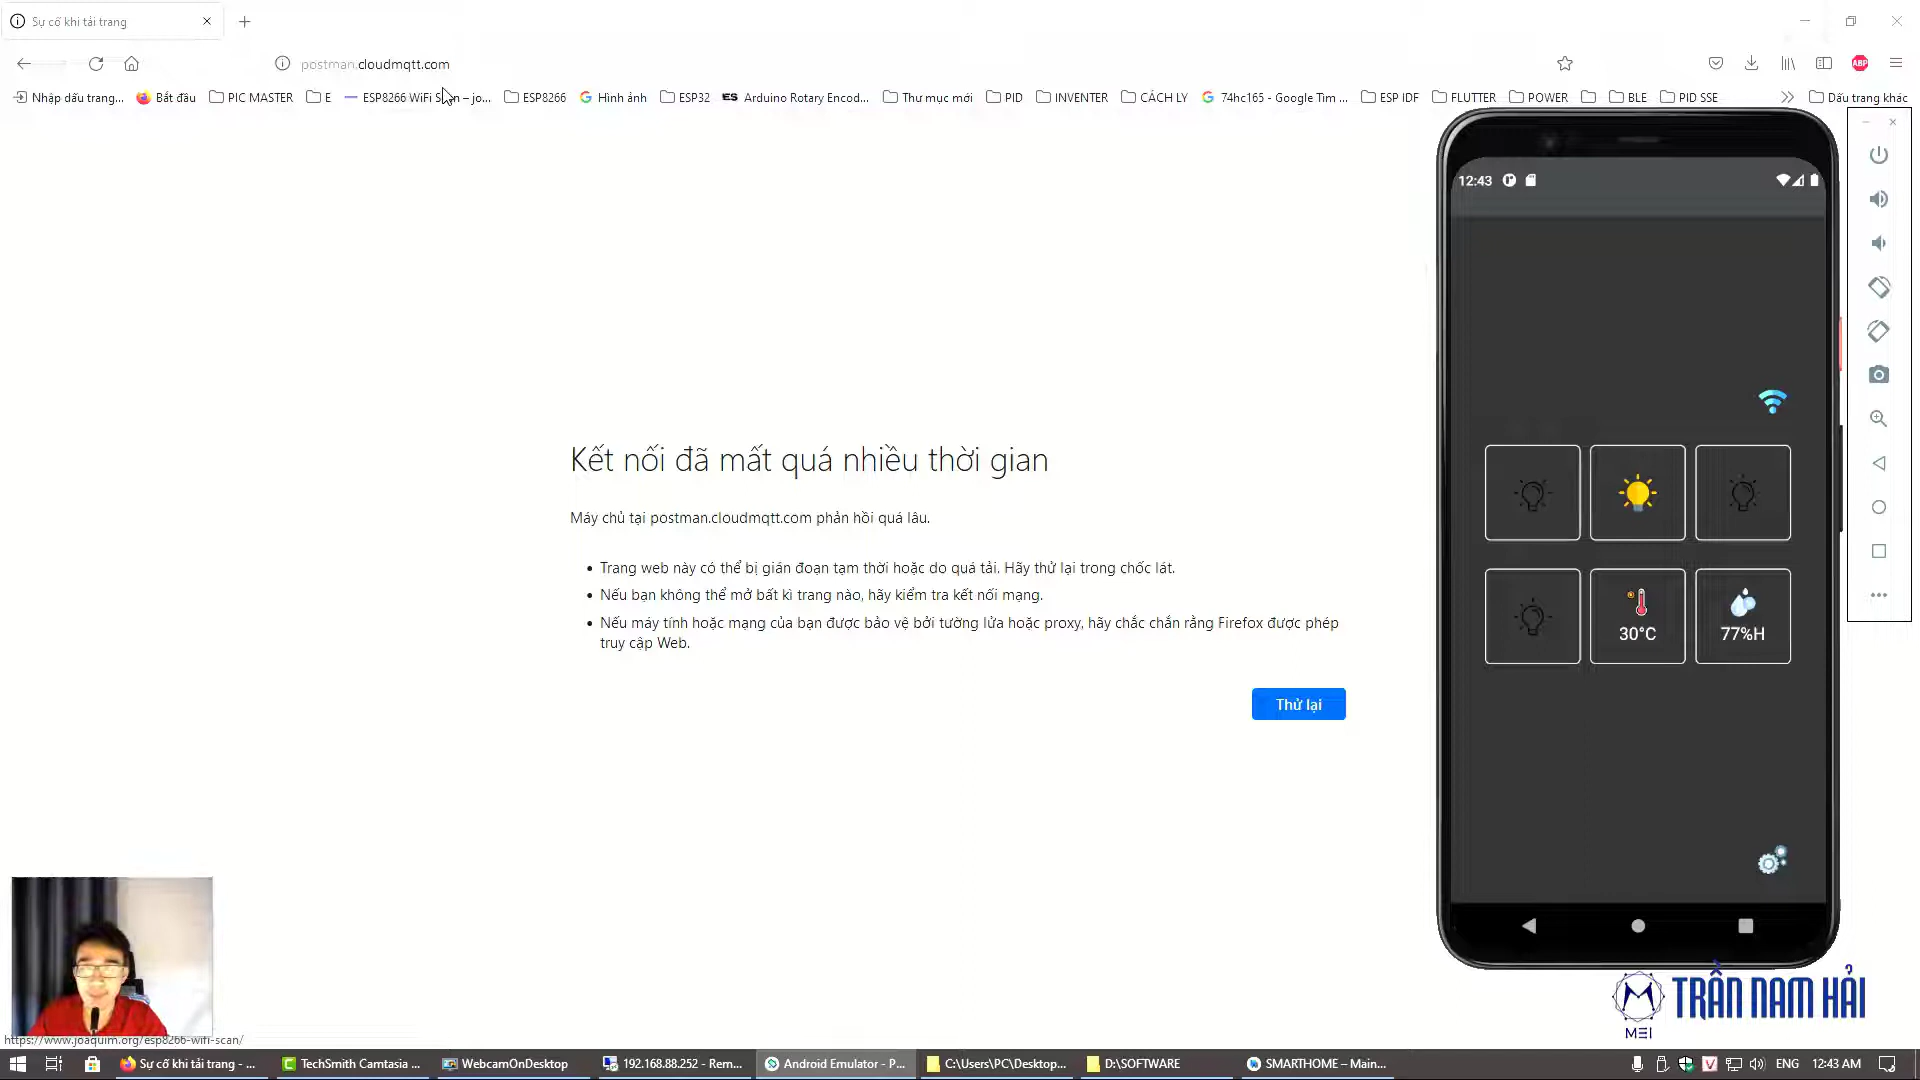 Sự cố khi tải trang
postman.cloudmqtt.com
Nhập dấu trang...
Bắt đầu
PIC MASTER
E
ESP8266 WiFi S
n – jo...
ESP8266
Hình ảnh
ESP32
ES
Arduino Rotary Encod...
Thư mục mới
PID
INVENTER
CÁCH LY
74hc165 - Google Tìm ...
ESP IDF
FLUTTER
POWER
BLE
PID SSE
Dấu trang khác
ABP
12:43
Kết nối đã mất quá nhiều thời gian
Máy chủ tại postman.cloudmqtt.com phản hồi quá lâu.
• Trang web này có thể bị gián đoạn tạm thời hoặc do quá tải. Hãy thử lại trong chốc lát.
• Nếu bạn không thể mở bất kì trang nào, hãy kiểm tra kết nối mạng.
• Nếu máy tính hoặc mạng của bạn được bảo vệ bởi tường lửa hoặc proxy, hãy chắc chắn rằng Firefox được phép
truy cập Web.
Thử lại
30°C
77%H
TRẦN NAM HẢI
MEI
https://www.joaquim.org/esp8266-wifi-scan/
Sự cố khi tải trang - ...
TechSmith Camtasia ...
WebcamOnDesktop
192.168.88.252 - Rem...
Android Emulator - P...
C:\Users\PC\Desktop...
D:\SOFTWARE
SMARTHOME – Main...
ENG
12:43 AM